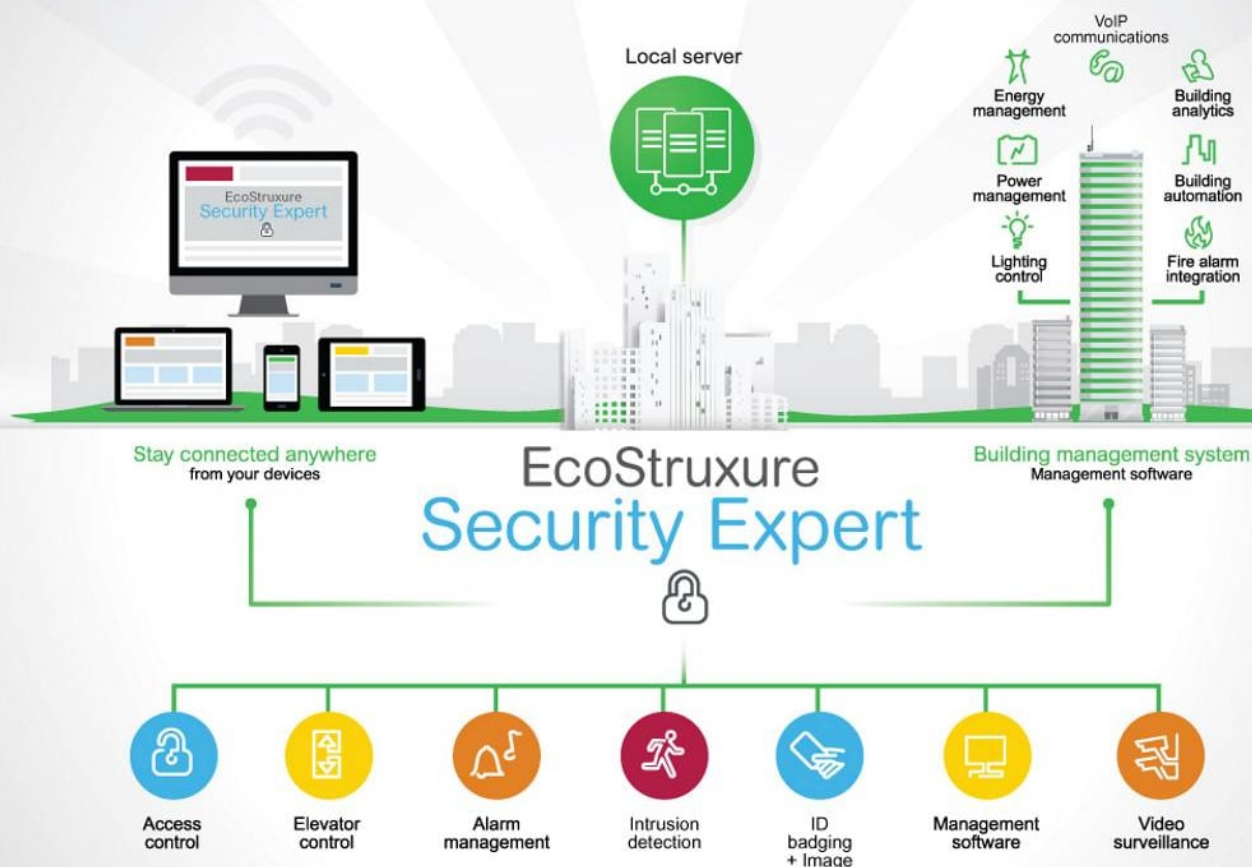 VoIP
communications
Local server
Energy
management
Building
analytics
Power
management
Building
automation
Lighting
control
Fire alarm
integration
EcoStruxure
Security Expert
Stay connected anywhere
from your devices
Building management system
Management software
EcoStruxure
Security Expert
Access
control
Elevator
control
Alarm
management
Intrusion
detection
ID
badging
+ Image
Management
software
Video
surveillance